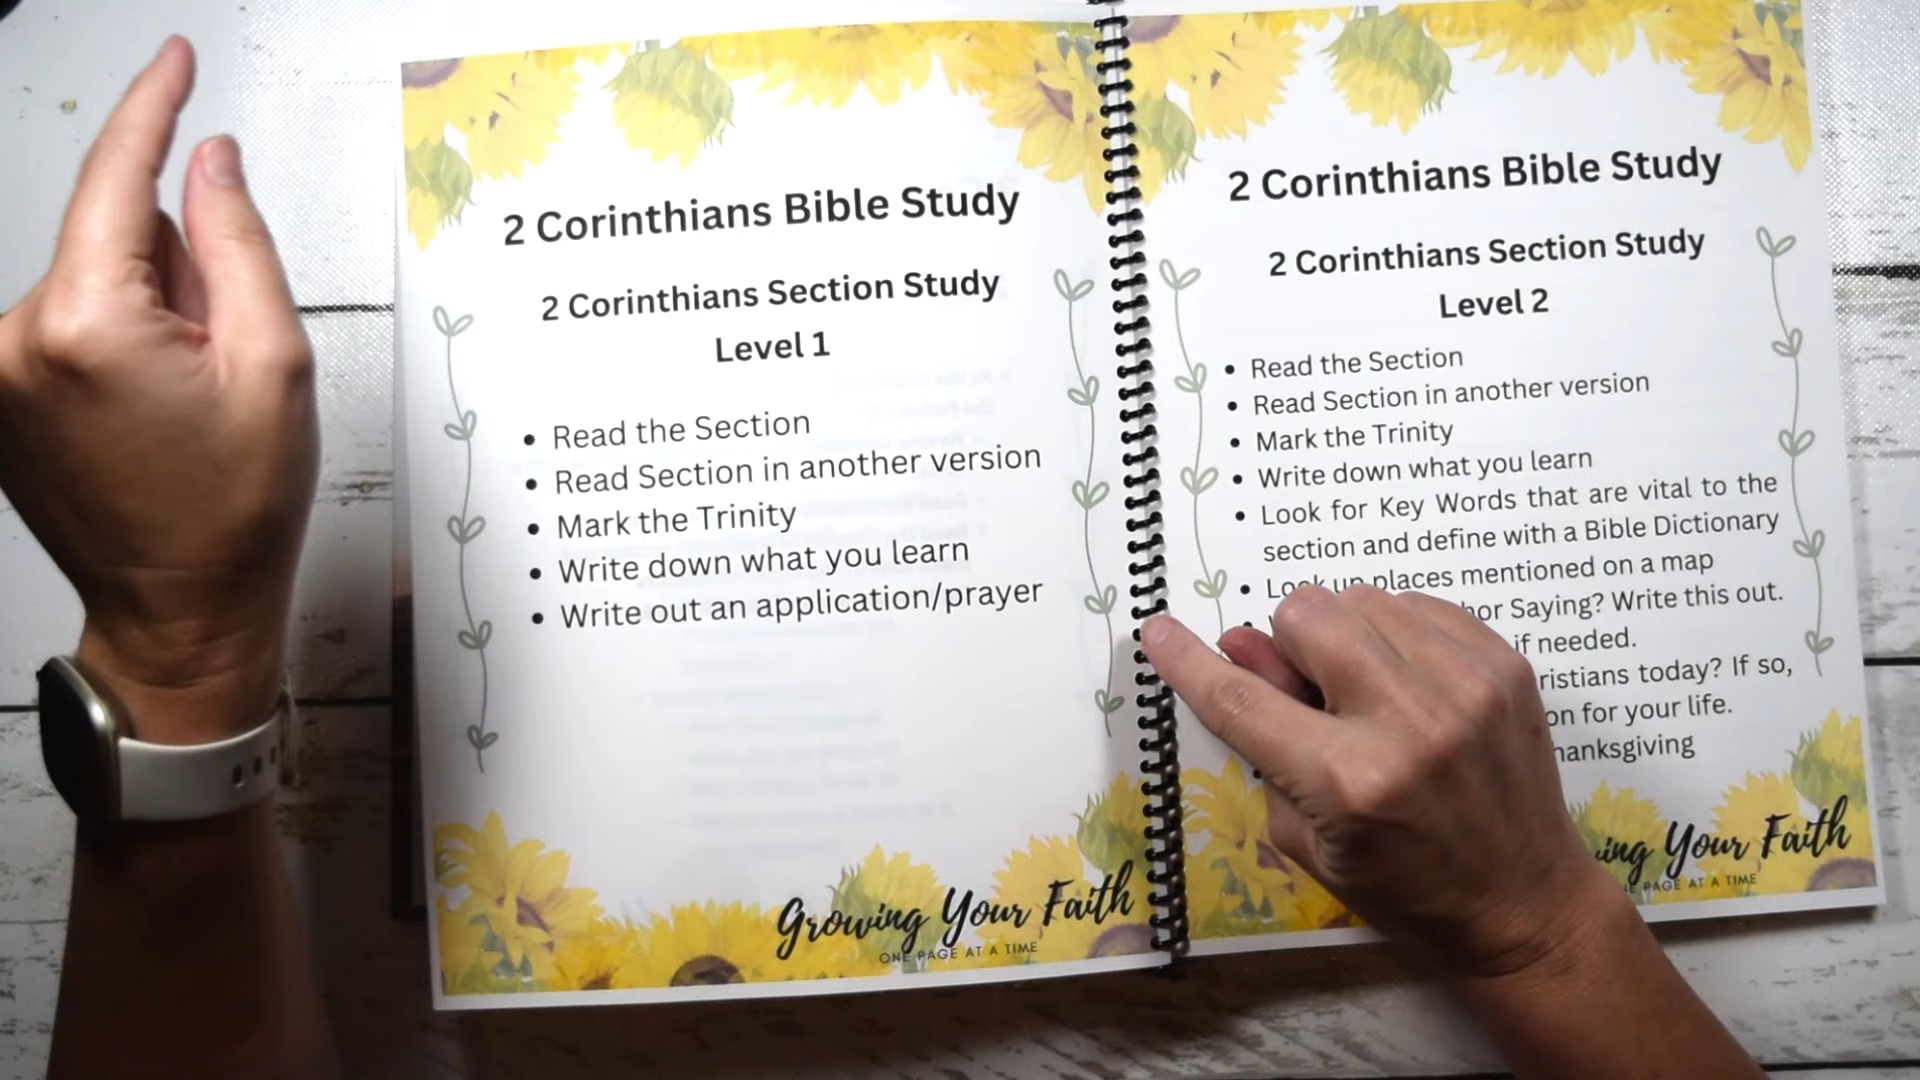 2 Corinthians Bible Study
2 Corinthians Section Study
Level 1
• Read the Section
• Read Section in another version
• Mark the Trinity
• Write down what you learn
• Write out an application/prayer
Growing Your Faith
ONE PAGE AT A TIME
2 Corinthians Bible Study
2 Corinthians Section Study
Level 2
• Read the Section
• Read Section in another version
• Mark the Trinity
• Write down what you learn
• Look for Key Words that are vital to the
section and define with a Bible Dictionary
• Look up places mentioned on a map
Saying? Write this out.
if needed.
today? If so,
for your life.
Your Faith
PAGE AT A TIME